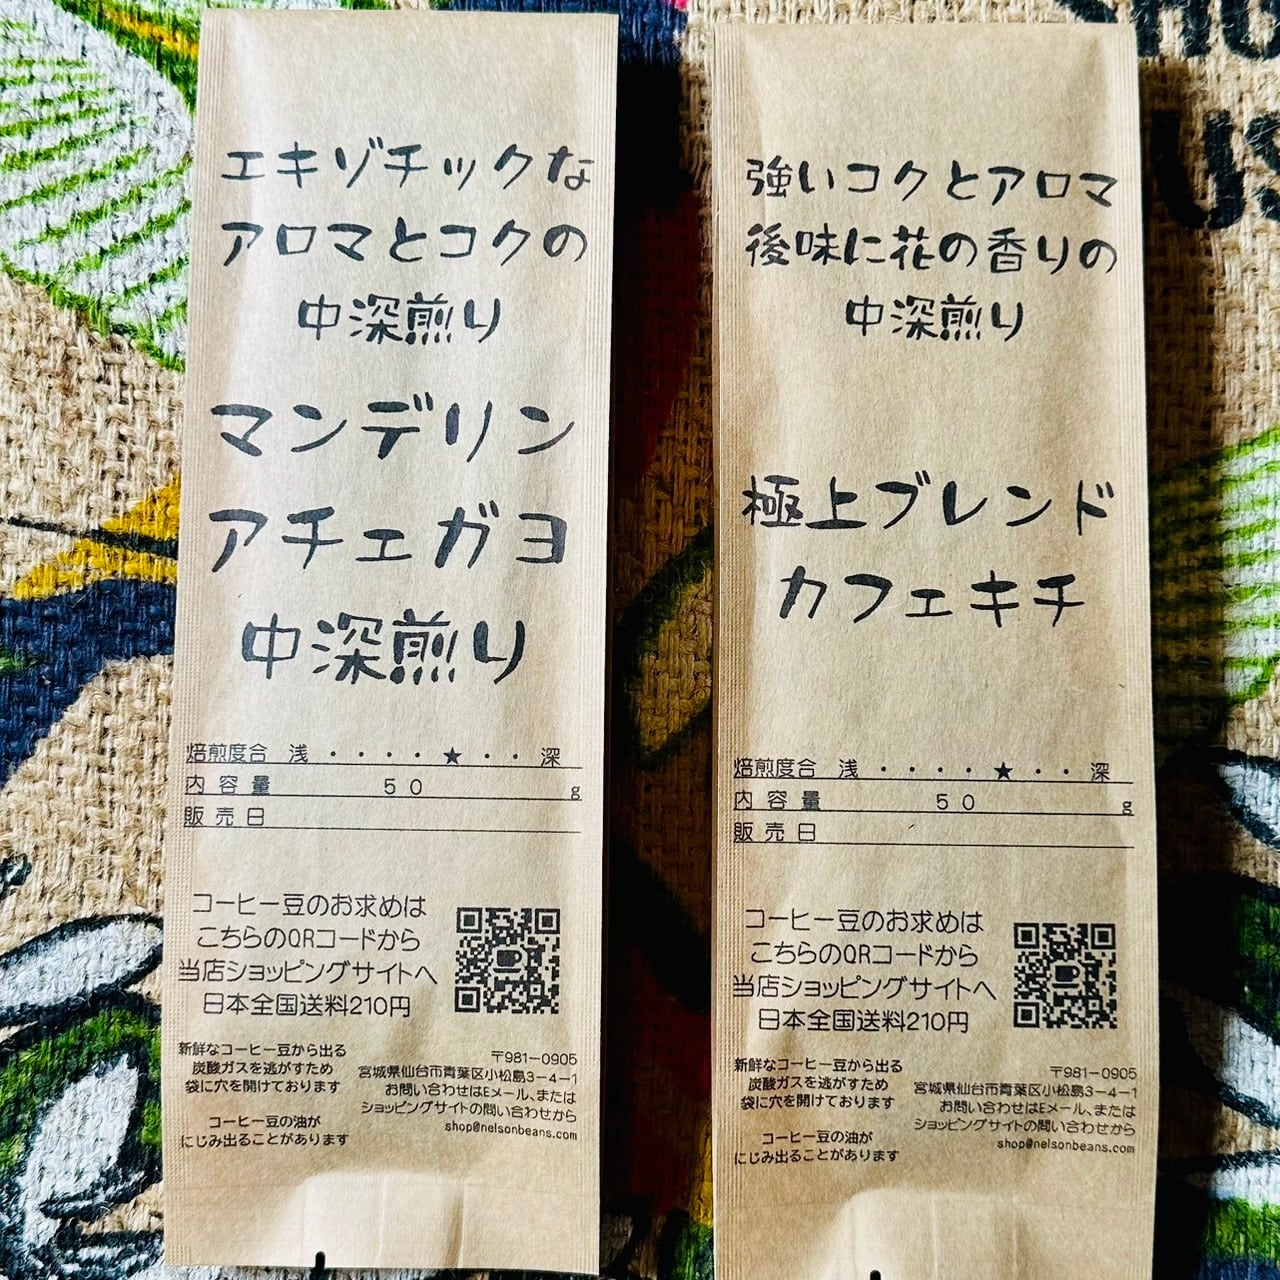 エキゾチックな
アロマとコクの
中深煎り
マンデリン
アチェガヨ
中深煎り
焙煎度合 浅 ・・・・★・・ 深
内容量 50 g
販売日
コーヒー豆のお求めは
こちらのQRコードから
当店ショッピングサイトへ
日本全国送料210円
新鮮なコーヒー豆から出る
炭酸ガスを逃がすため
袋に穴を開けております
コーヒー豆の油が
にじみ出ることがあります
〒981-0905
宮城県仙台市青葉区小松島3-4-1
お問い合わせはEメール、または
ショッピングサイトの問い合わせから
shop@nelsonbeans.com
強いコクとアロマ
後味に花の香りの
中深煎り
極上ブレンド
カフェキチ
焙煎度合 浅 ・・・・★・・ 深
内容量 50 g
販売日
コーヒー豆のお求めは
こちらのQRコードから
当店ショッピングサイトへ
日本全国送料210円
新鮮なコーヒー豆から出る
炭酸ガスを逃がすため
袋に穴を開けております
コーヒー豆の油が
にじみ出ることがあります
〒981-0905
宮城県仙台市青葉区小松島3-4-1
お問い合わせはEメール、または
ショッピングサイトの問い合わせから
shop@nelsonbeans.com